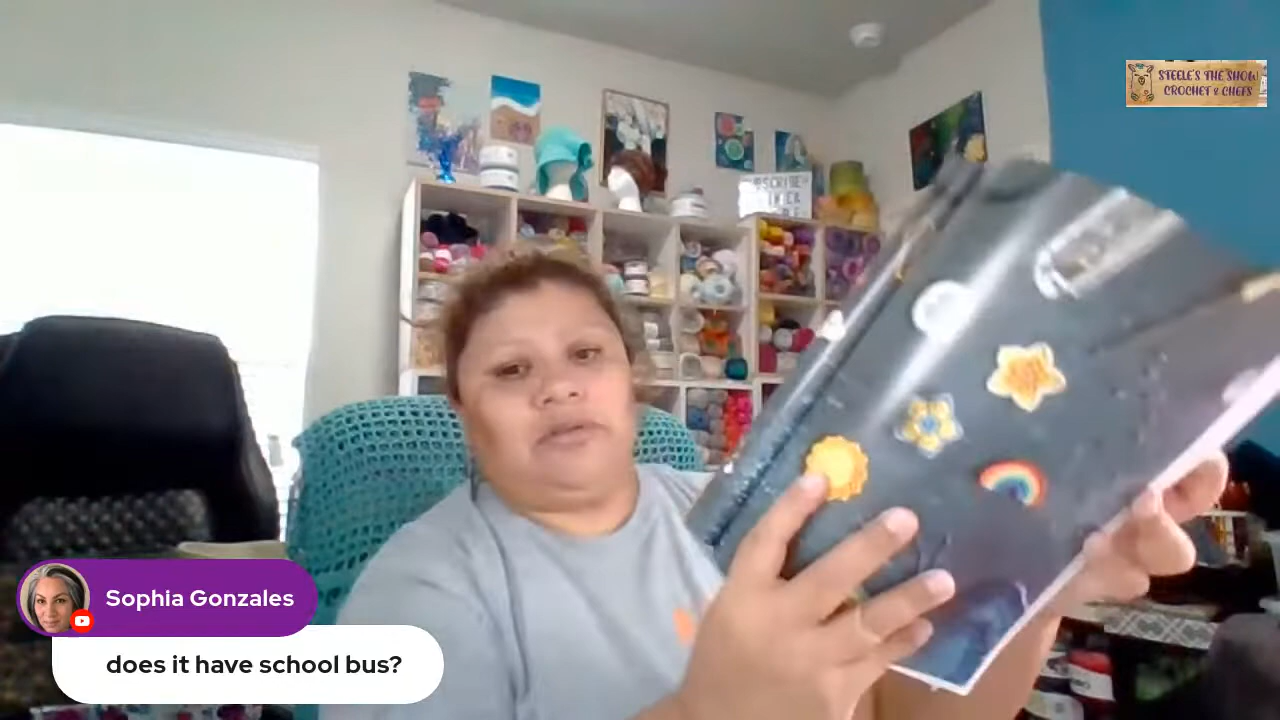 STEELE'S THE SHOW!
CROCHET & CHEFS
Sophia Gonzales
does it have school bus?